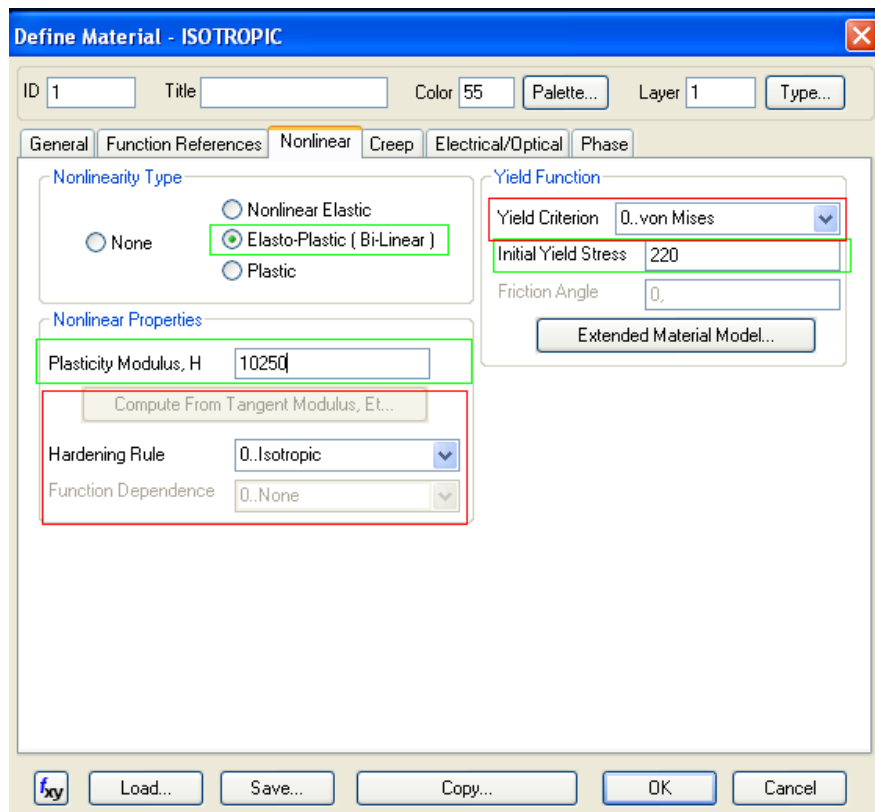 Define Material - ISOTROPIC
ID 1 Title Color 55 Palette... Layer 1 Type...
General Function References Nonlinear Creep Electrical/Optical Phase
Nonlinearity Type
None
Nonlinear Elastic
Elasto-Plastic ( Bi-Linear )
Plastic
Yield Function
Yield Criterion 0..von Mises
Initial Yield Stress 220
Friction Angle 0,
Extended Material Model...
Nonlinear Properties
Plasticity Modulus, H 10250
Compute From Tangent Modulus, Et...
Hardening Rule 0..Isotropic
Function Dependence 0..None
fxy Load... Save... Copy... OK Cancel